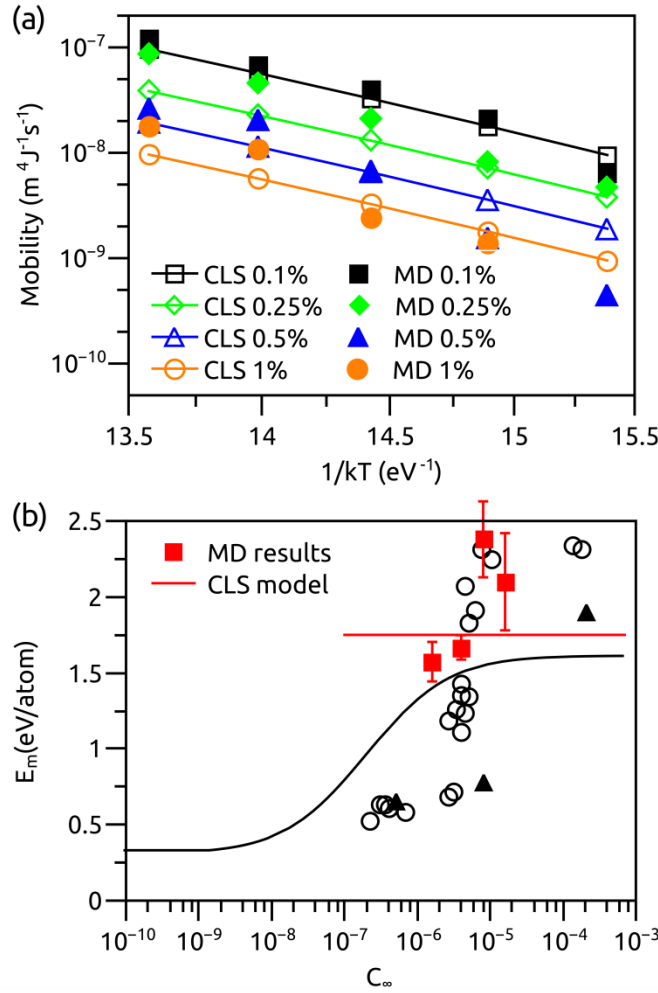 (a)
10⁻⁷
10⁻⁸
10⁻⁹
10⁻¹⁰
Mobility (m⁴J⁻¹s⁻¹)
CLS 0.1% MD 0.1%
CLS 0.25% MD 0.25%
CLS 0.5% MD 0.5%
CLS 1% MD 1%
13.5 14 14.5 15 15.5
1/kT (eV⁻¹)
(b)
2.5
2
1.5
1
0.5
0
Eₘ(eV/atom)
MD results
CLS model
10⁻¹⁰ 10⁻⁹ 10⁻⁸ 10⁻⁷ 10⁻⁶ 10⁻⁵ 10⁻⁴ 10⁻³
C∞